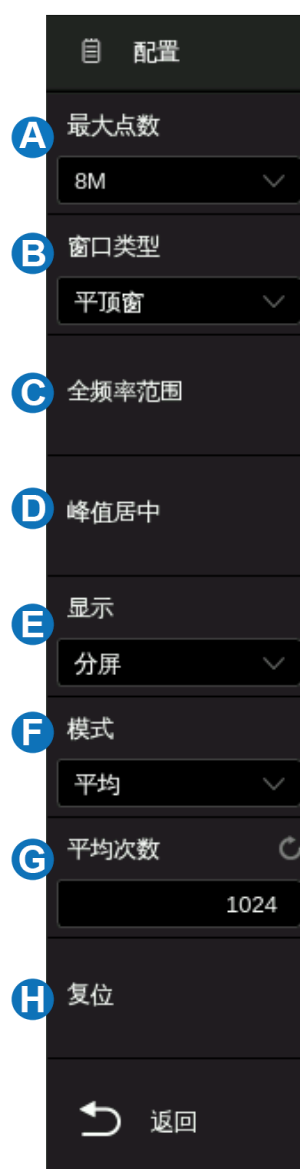 配置
A
最大点数
8M
B
窗口类型
平顶窗
C
全频率范围
D
峰值居中
E
显示
分屏
F
模式
平均
G
平均次数
1024
H
复位
返回